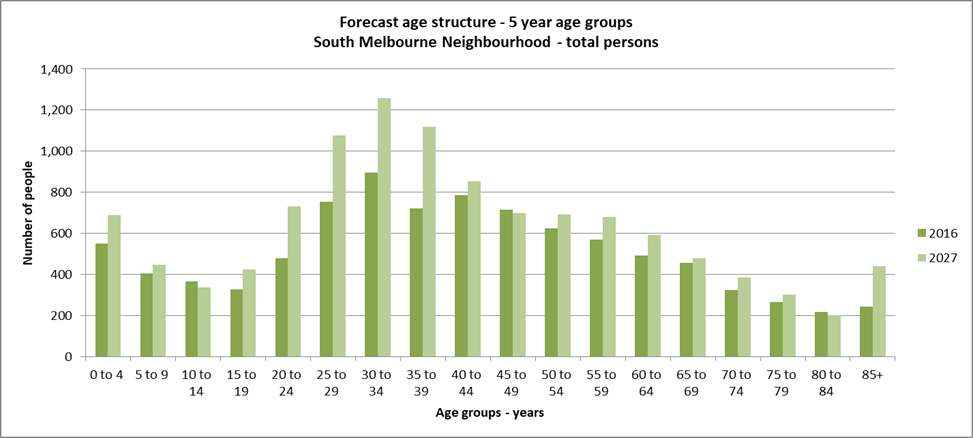 Forecast age structure - 5 year age groups
South Melbourne Neighbourhood - total persons
1,400
1,200
1,000
800
600
400
200
0
Number of people
0 to 4 5 to 9 10 to 15 to 20 to 25 to 30 to 35 to 40 to 45 to 50 to 55 to 60 to 65 to 70 to 75 to 80 to 85+
14 19 24 29 34 39 44 49 54 59 64 69 74 79 84
Age groups - years
2016
2027